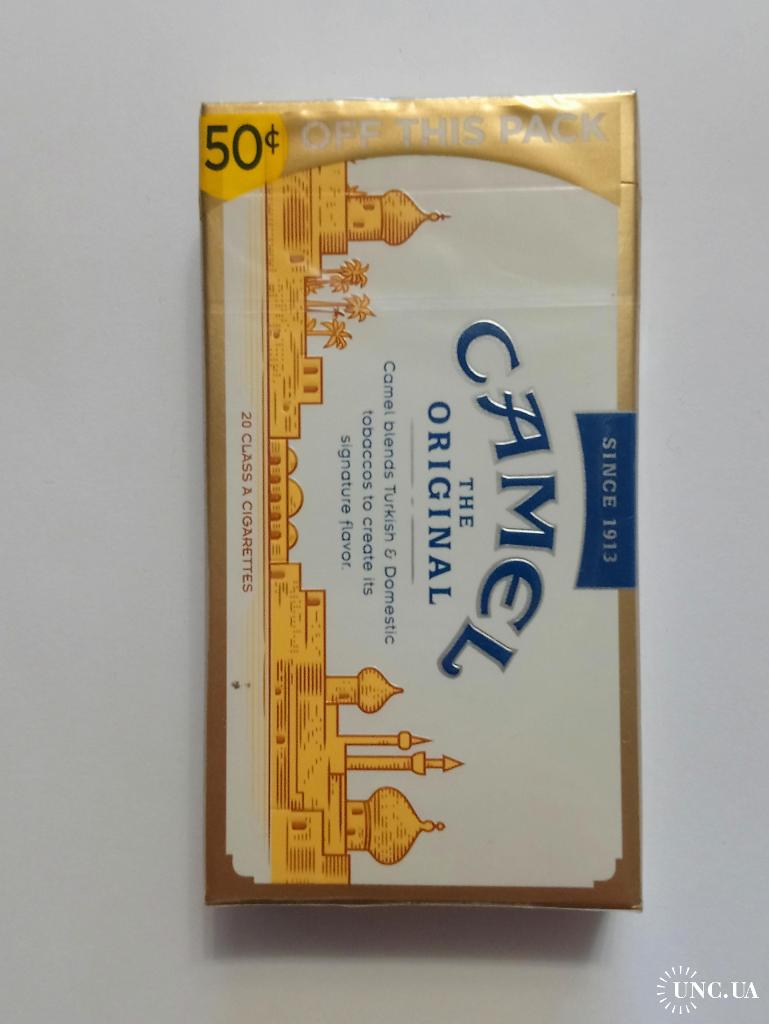 50¢ OFF THIS PACK
SINCE 1913
CAMEL
THE
ORIGINAL
Camel blends Turkish & Domestic
tobaccos to create its
signature flavor.
20 CLASS A CIGARETTES
UNC.UA